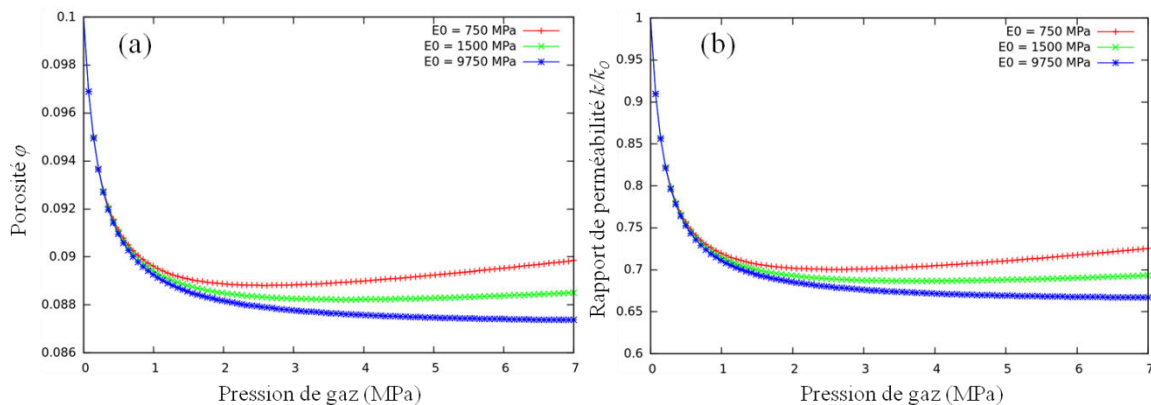 (a)
E0 = 750 MPa
E0 = 1500 MPa
E0 = 9750 MPa
0.1
0.098
0.096
0.094
0.092
0.09
0.088
0.086
Porosité φ
0 1 2 3 4 5 6 7
Pression de gaz (MPa)
(b)
E0 = 750 MPa
E0 = 1500 MPa
E0 = 9750 MPa
1
0.95
0.9
0.85
0.8
0.75
0.7
0.65
0.6
Rapport de perméabilité k/k0
0 1 2 3 4 5 6 7
Pression de gaz (MPa)